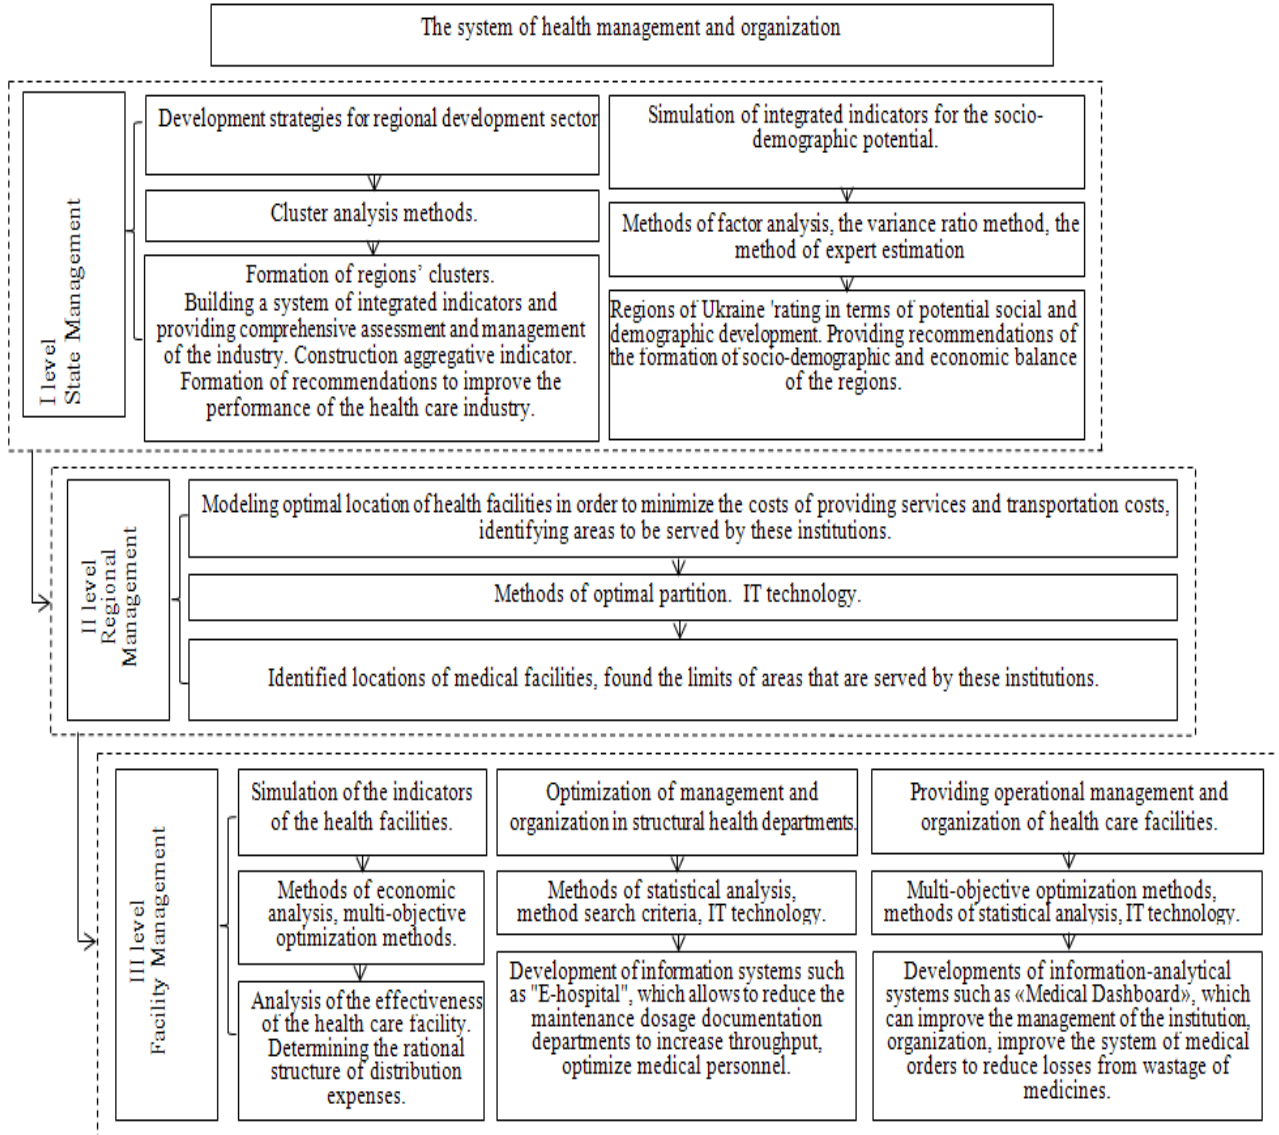 The system of health management and organization
I level
State Management
Development strategies for regional development sector
Cluster analysis methods.
Formation of regions’ clusters.
Building a system of integrated indicators and
providing comprehensive assessment and management
of the industry. Construction aggregative indicator.
Formation of recommendations to improve the
performance of the health care industry.
Simulation of integrated indicators for the socio-
demographic potential.
Methods of factor analysis, the variance ratio method, the
method of expert estimation
Regions of Ukraine 'rating in terms of potential social and
demographic development. Providing recommendations of
the formation of socio-demographic and economic balance
of the regions.
II level
Regional
Management
Modeling optimal location of health facilities in order to minimize the costs of providing services and transportation costs,
identifying areas to be served by these institutions.
Methods of optimal partition. IT technology.
Identified locations of medical facilities, found the limits of areas that are served by these institutions.
III level
Facility Management
Simulation of the indicators
of the health facilities.
Methods of economic
analysis, multi-objective
optimization methods.
Analysis of the effectiveness
of the health care facility.
Determining the rational
structure of distribution
expenses.
Optimization of management and
organization in structural health departments.
Methods of statistical analysis,
method search criteria, IT technology.
Development of information systems such
as "E-hospital", which allows to reduce the
maintenance dosage documentation
departments to increase throughput,
optimize medical personnel.
Providing operational management and
organization of health care facilities.
Multi-objective optimization methods,
methods of statistical analysis, IT technology.
Developments of information-analytical
systems such as «Medical Dashboard», which
can improve the management of the institution,
organization, improve the system of medical
orders to reduce losses from wastage of
medicines.